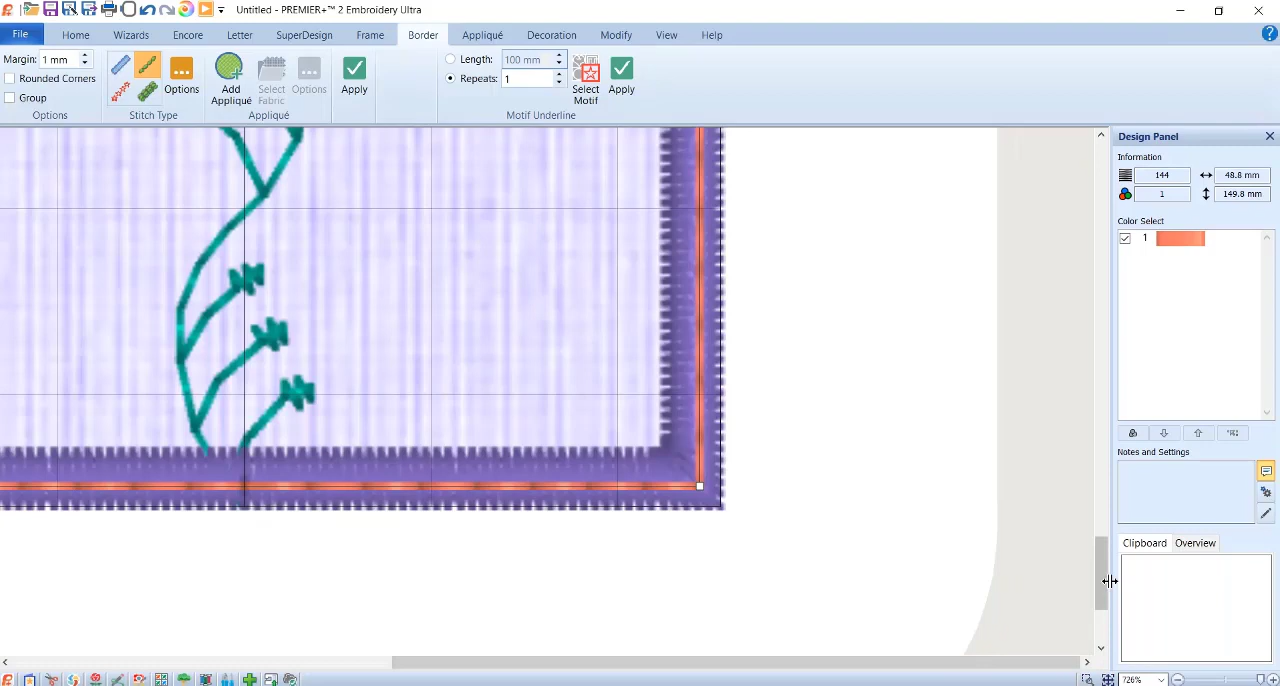 Untitled - PREMIER+™ 2 Embroidery Ultra
File Home Wizards Encore Letter SuperDesign Frame Border Appliqué Decoration Modify View Help
Margin: 1 mm
Rounded Corners
Group
Options
Options
Stitch Type
Add Appliqué
Select Fabric
Options
Appliqué
Apply
Length: 100 mm
Repeats: 1
Select Motif
Apply
Motif Underline
Design Panel
Information
144 48.8 mm
1 149.8 mm
Color Select
1
Notes and Settings
Clipboard Overview
726%